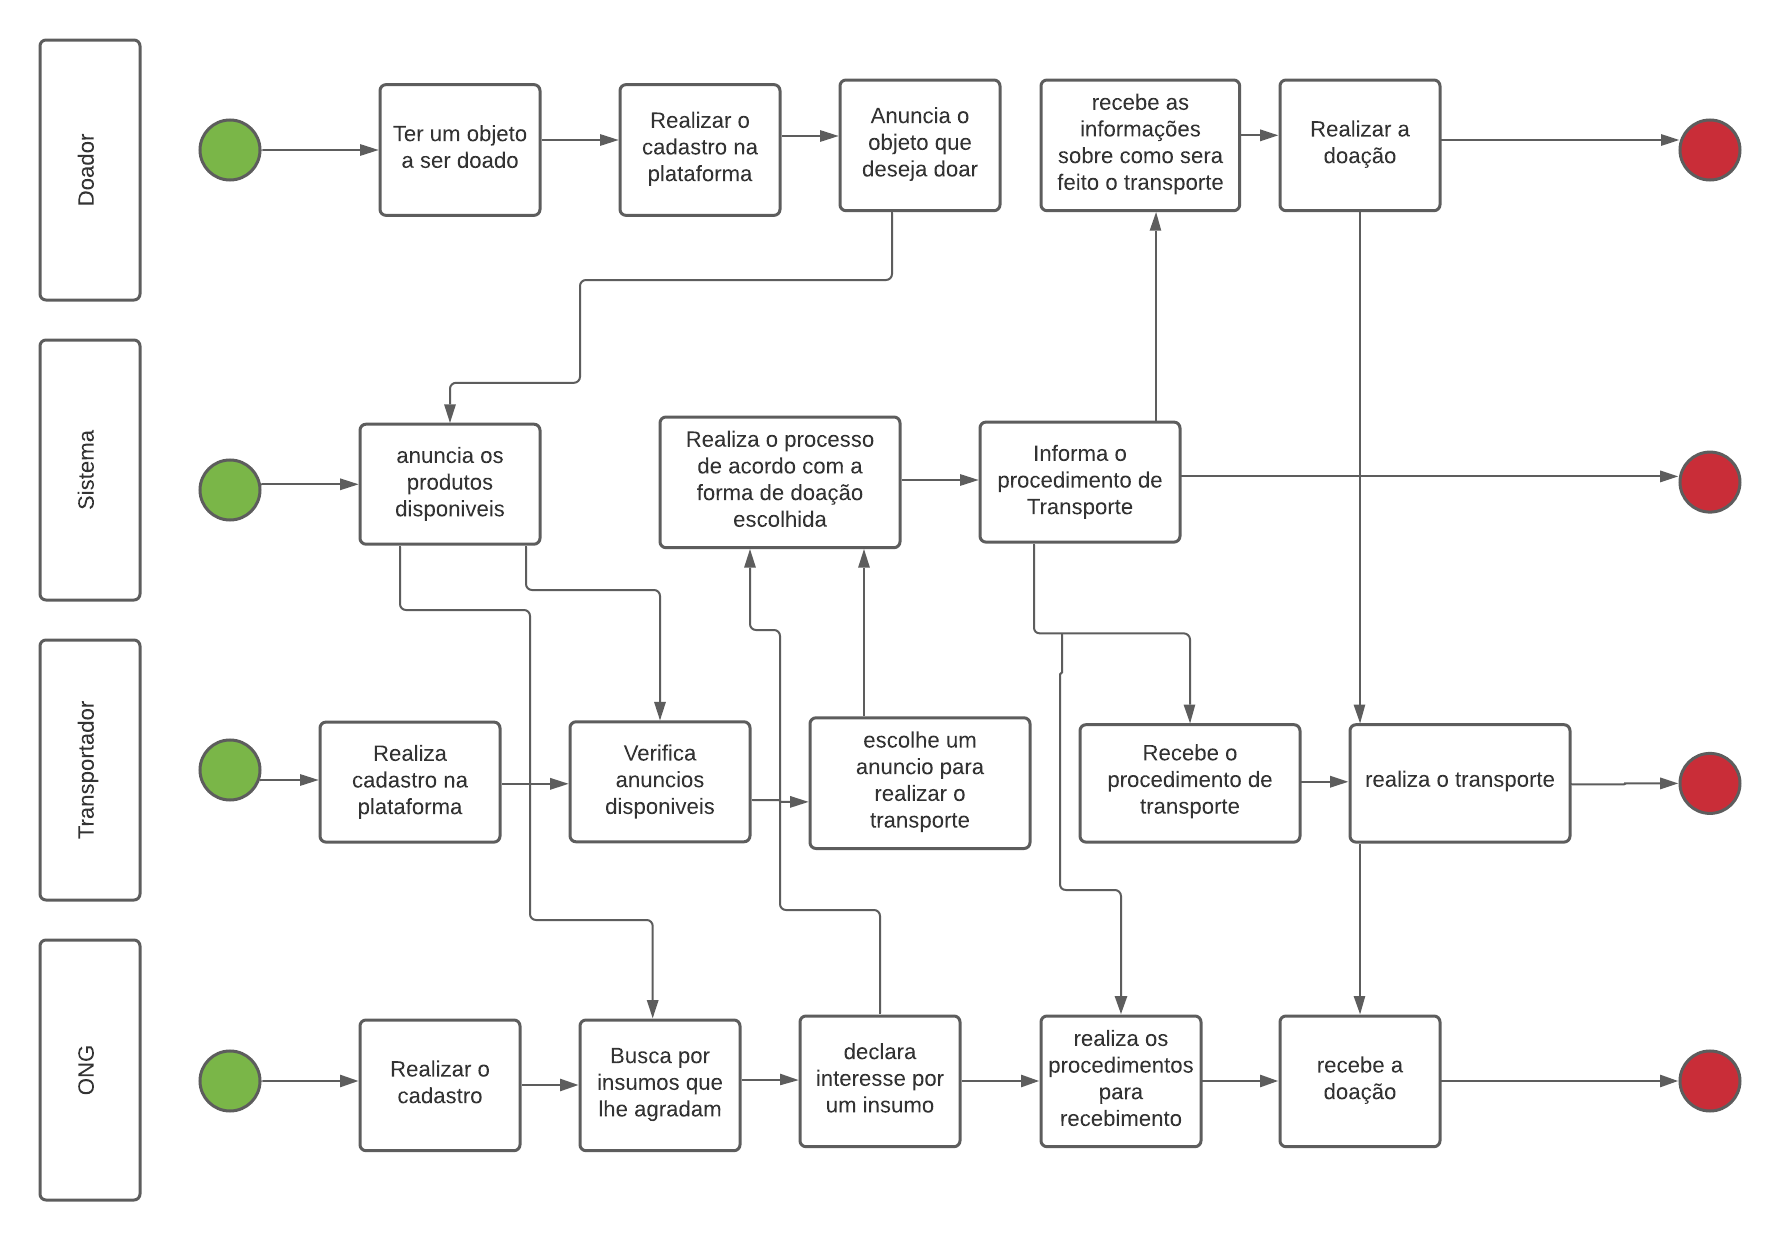 Doador
Ter um objeto
a ser doado
Realizar o
cadastro na
plataforma
Anuncia o
objeto que
deseja doar
recebe as
informações
sobre como sera
feito o transporte
Realizar a
doação
Sistema
anuncia os
produtos
disponiveis
Realiza o processo
de acordo com a
forma de doação
escolhida
Informa o
procedimento de
Transporte
Transportador
Realiza
cadastro na
plataforma
Verifica
anuncios
disponiveis
escolhe um
anuncio para
realizar o
transporte
Recebe o
procedimento de
transporte
realiza o transporte
ONG
Realizar o
cadastro
Busca por
insumos que
lhe agradam
declara
interesse por
um insumo
realiza os
procedimentos
para
recebimento
recebe a
doação